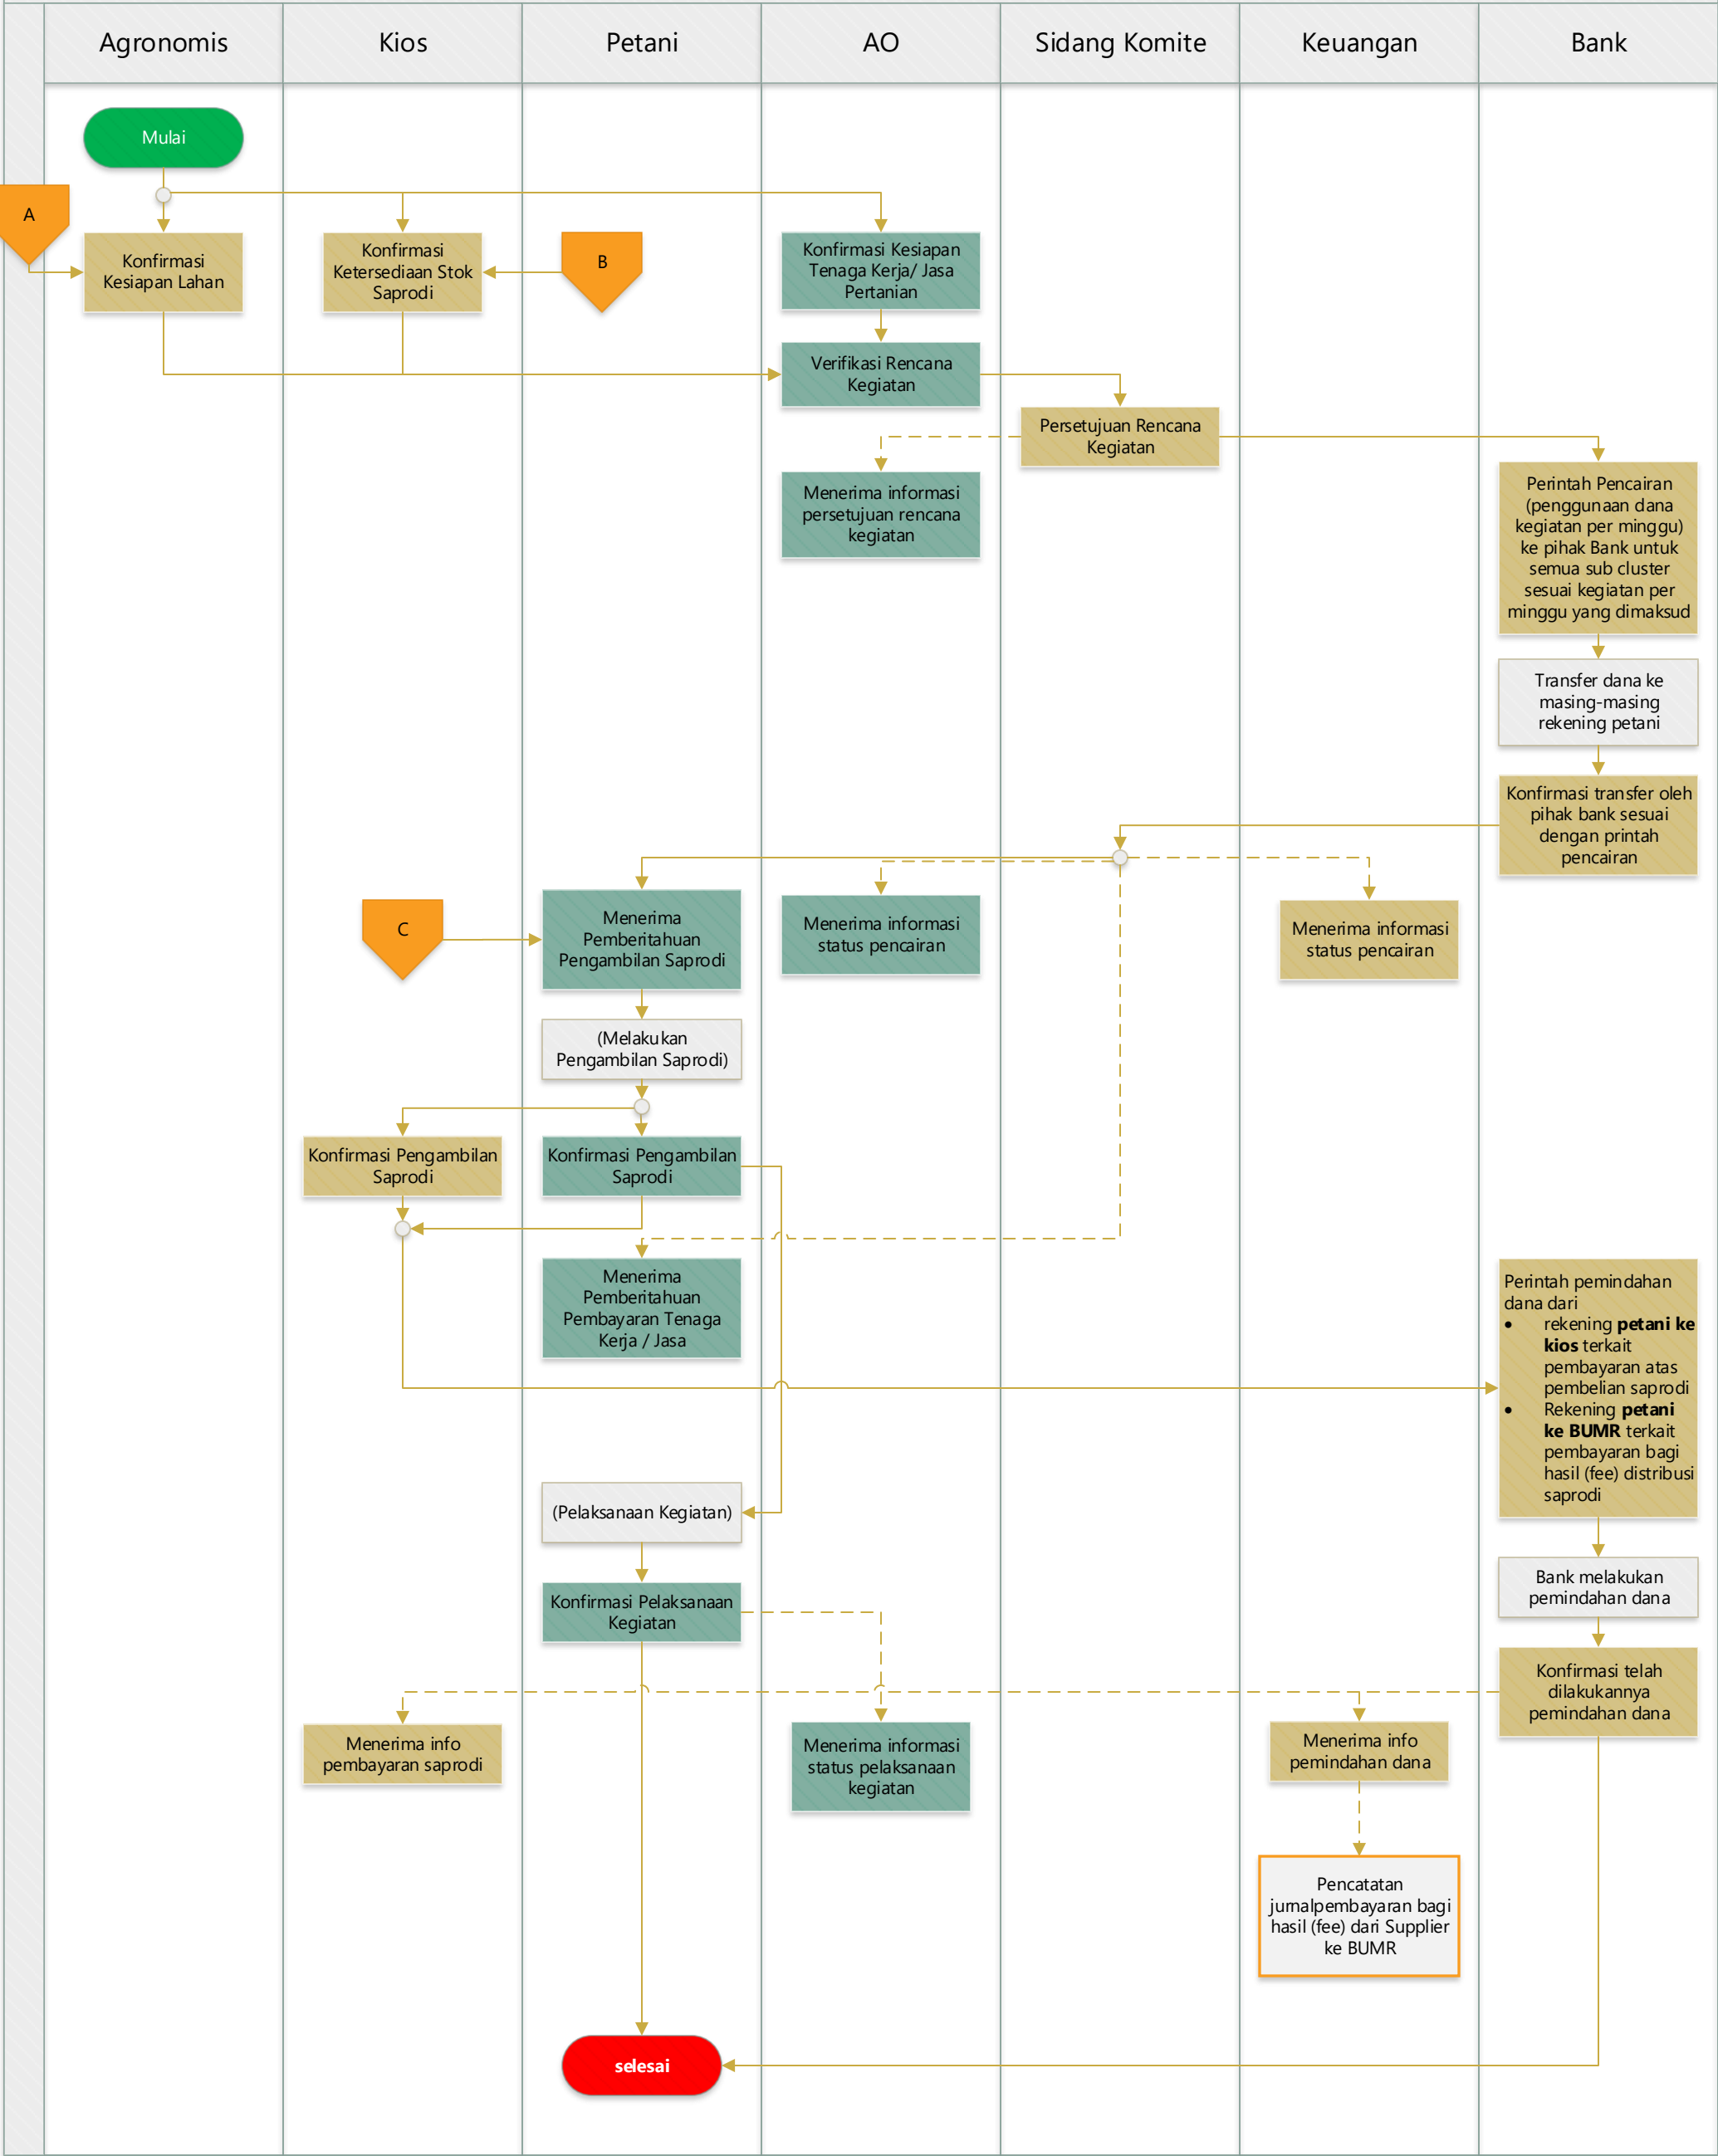 Agronomis
Kios
Petani
AO
Sidang Komite
Keuangan
Bank
Mulai
A
Konfirmasi
Kesiapan Lahan
Konfirmasi
Ketersediaan Stok
Saprodi
B
Konfirmasi Kesiapan
Tenaga Kerja/ Jasa
Pertanian
Verifikasi Rencana
Kegiatan
Persetujuan Rencana
Kegiatan
Menerima informasi
persetujuan rencana
kegiatan
Perintah Pencairan
(penggunaan dana
kegiatan per minggu)
ke pihak Bank untuk
semua sub cluster
sesuai kegiatan per
minggu yang dimaksud
Transfer dana ke
masing-masing
rekening petani
Konfirmasi transfer oleh
pihak bank sesuai
dengan printah
pencairan
C
Menerima
Pemberitahuan
Pengambilan Saprodi
Menerima informasi
status pencairan
Menerima informasi
status pencairan
(Melakukan
Pengambilan Saprodi)
Konfirmasi Pengambilan
Saprodi
Konfirmasi Pengambilan
Saprodi
Menerima
Pemberitahuan
Pembayaran Tenaga
Kerja / Jasa
Perintah pemindahan
dana dari
• rekening petani ke
kios terkait
pembayaran atas
pembelian saprodi
• Rekening petani
ke BUMR terkait
pembayaran bagi
hasil (fee) distribusi
saprodi
(Pelaksanaan Kegiatan)
Bank melakukan
pemindahan dana
Konfirmasi Pelaksanaan
Kegiatan
Konfirmasi telah
dilakukannya
pemindahan dana
Menerima info
pembayaran saprodi
Menerima informasi
status pelaksanaan
kegiatan
Menerima info
pemindahan dana
Pencatatan
jurnalpembayaran bagi
hasil (fee) dari Supplier
ke BUMR
selesai